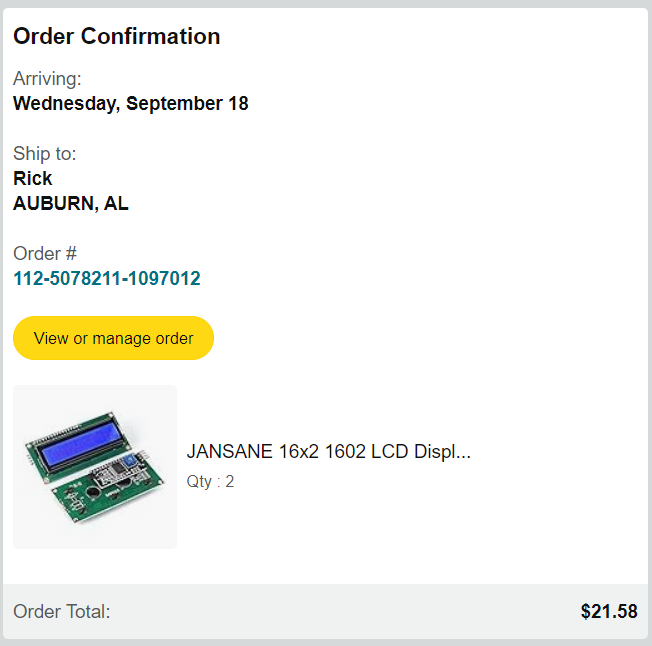 Order Confirmation
Arriving:
Wednesday, September 18
Ship to:
Rick
AUBURN, AL
Order #
112-5078211-1097012
View or manage order
JANSANE 16x2 1602 LCD Displ...
Qty : 2
Order Total:
$21.58